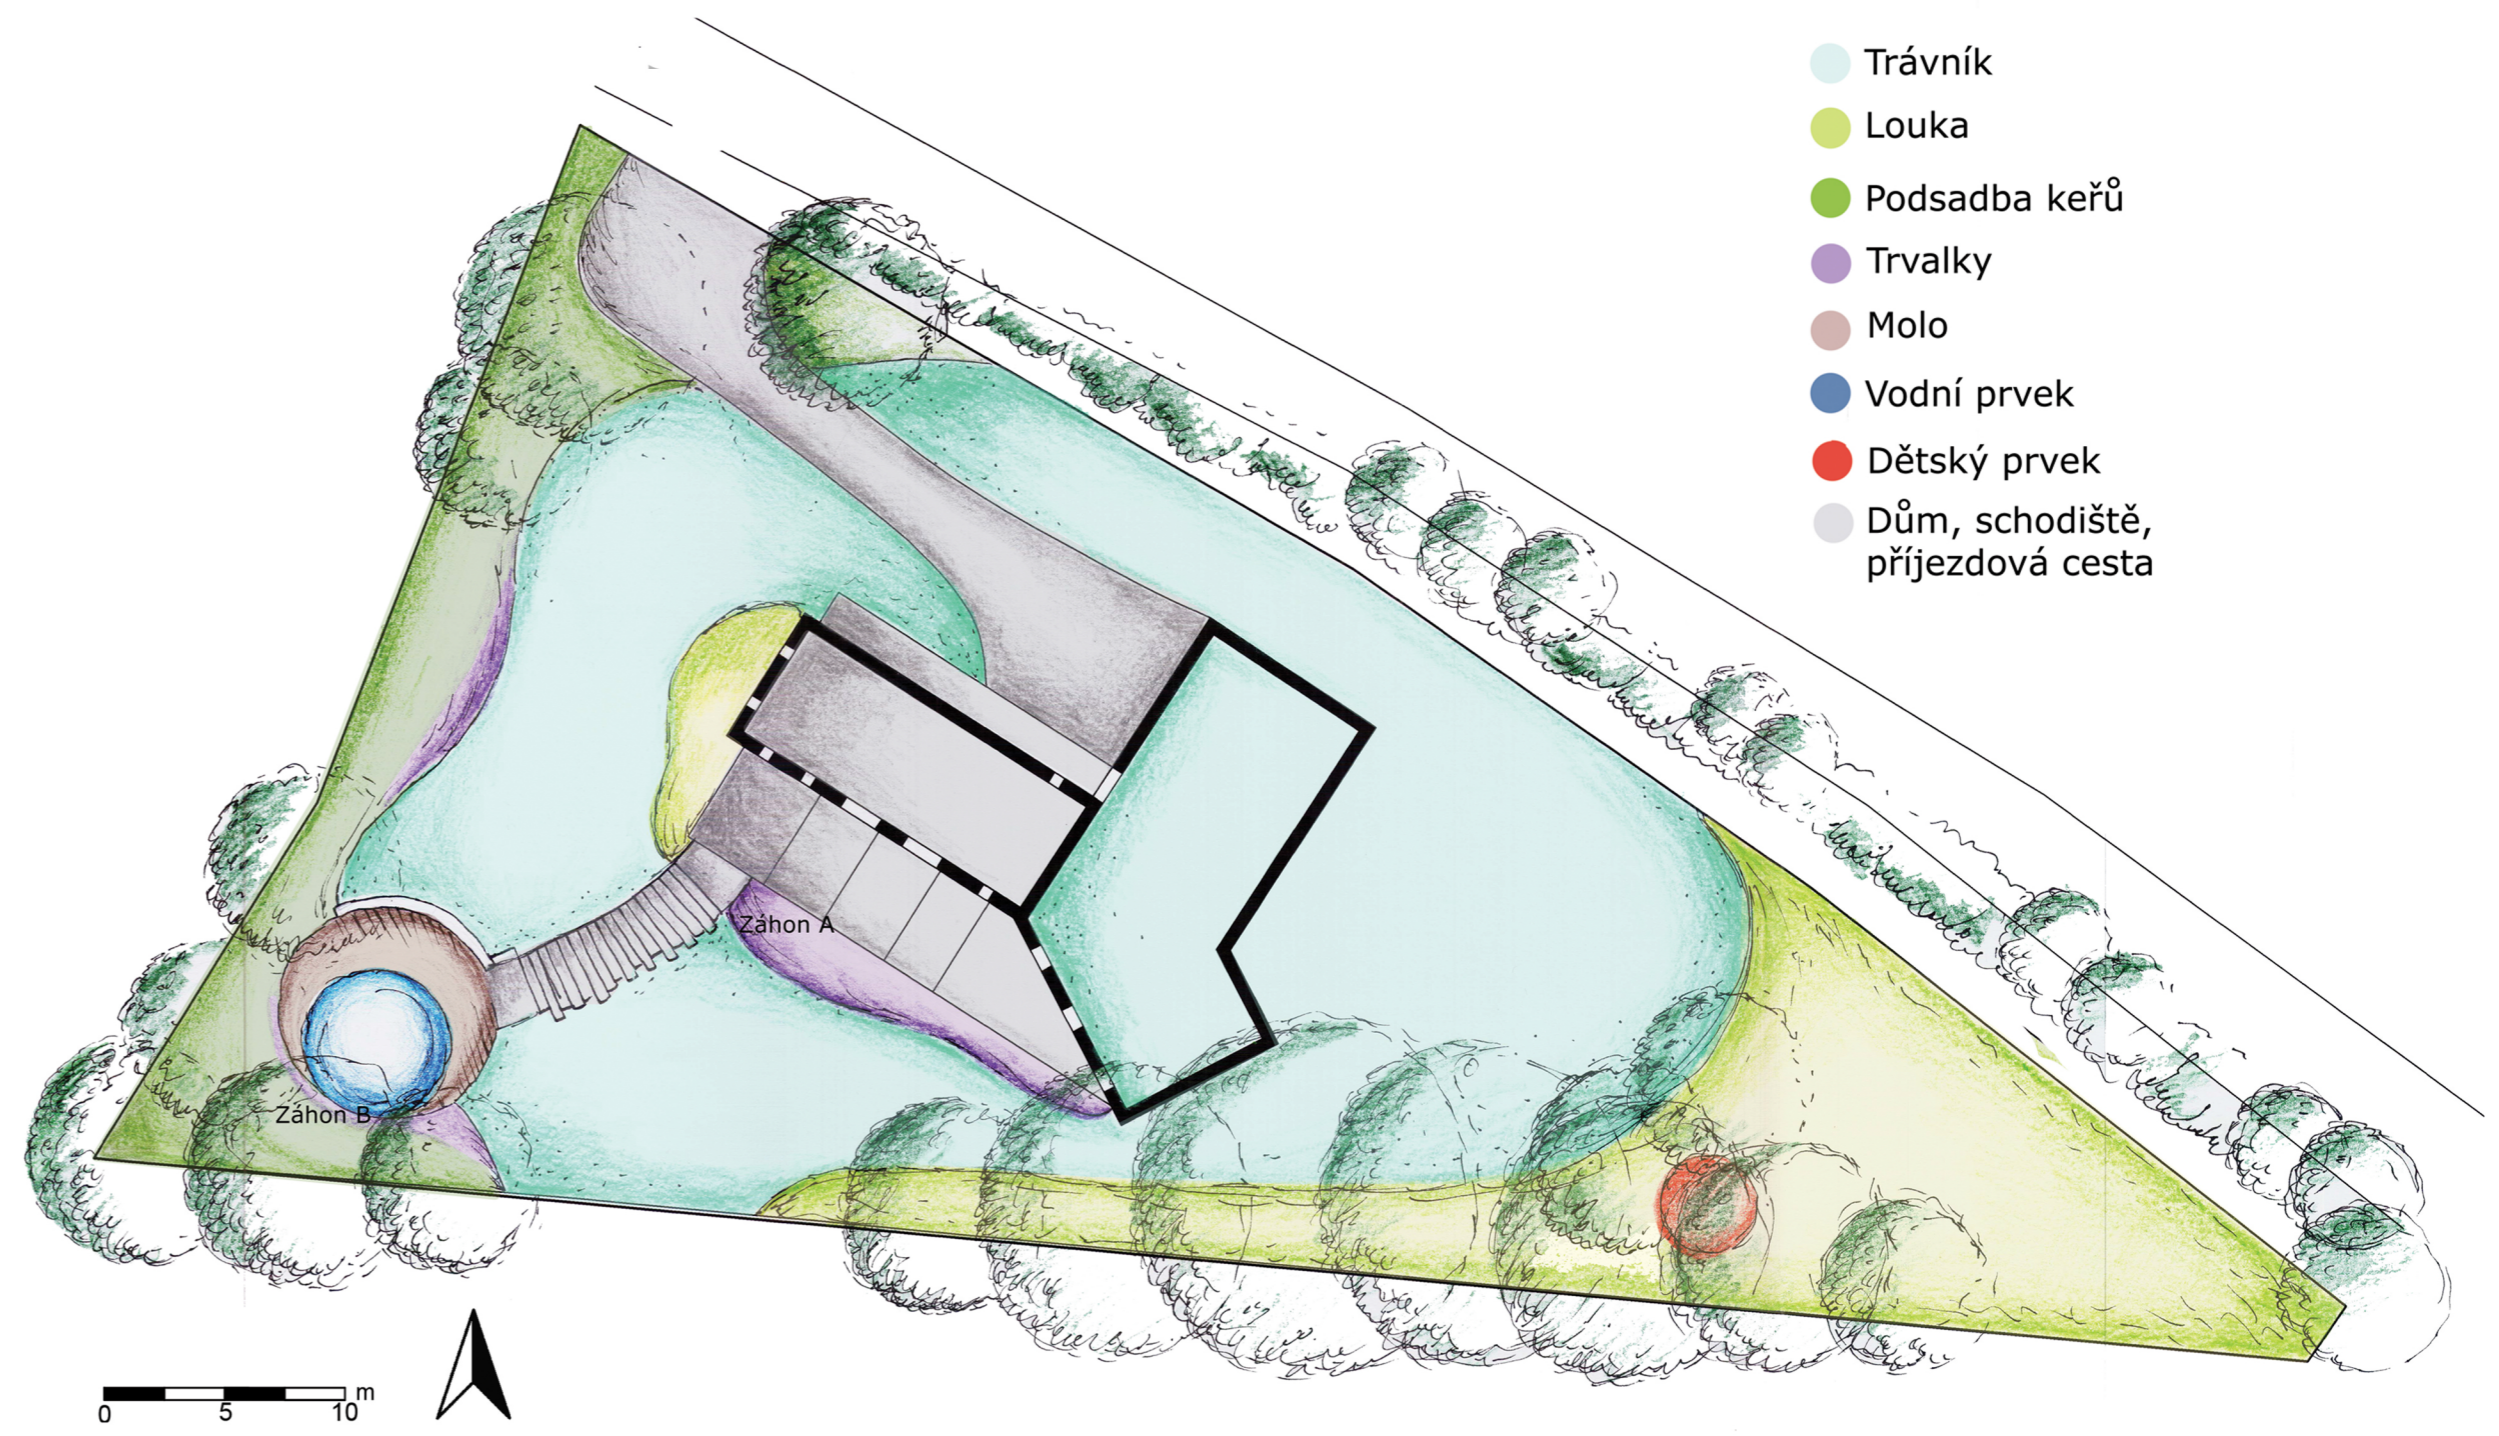 Trávník
Louka
Podsadba keřů
Trvalky
Molo
Vodní prvek
Dětský prvek
Dům, schodiště,
příjezdová cesta
Záhon A
Záhon B
m
0 5 10